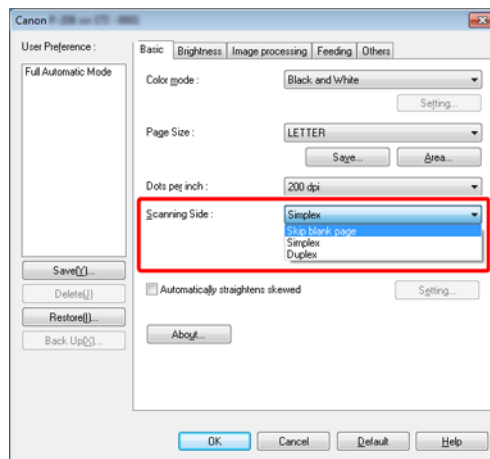 Canon
User Preference :
Full Automatic Mode
Save(Y)...
Delete(J)
Restore(I)...
Back Up(X)...
Basic Brightness Image processing Feeding Others
Color mode : Black and White
Setting...
Page Size : LETTER
Save... Area...
Dots per inch : 200 dpi
Scanning Side : Simplex
Skip blank page
Simplex
Duplex
Automatically straightens skewed Setting...
About...
OK Cancel Default Help